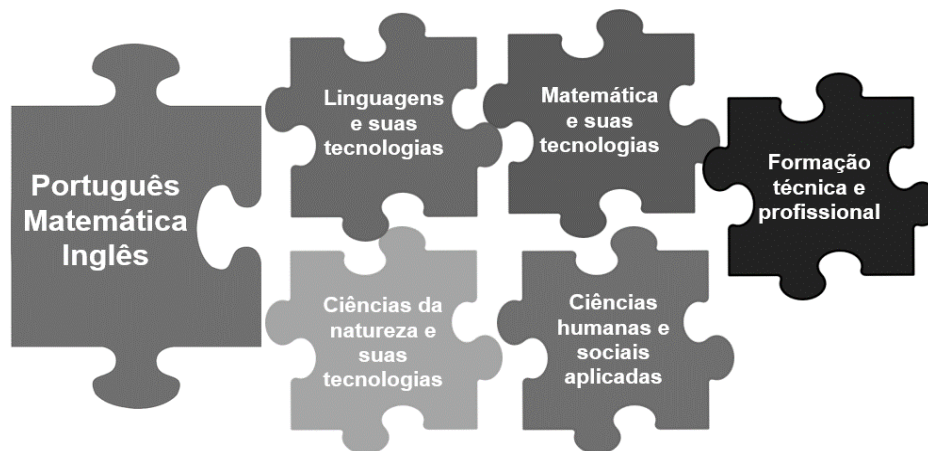 Português
Matemática
Inglês
Linguagens
e suas
tecnologias
Matemática
e suas
tecnologias
Formação
técnica e
profissional
Ciências da
natureza e
suas
tecnologias
Ciências
humanas e
sociais
aplicadas